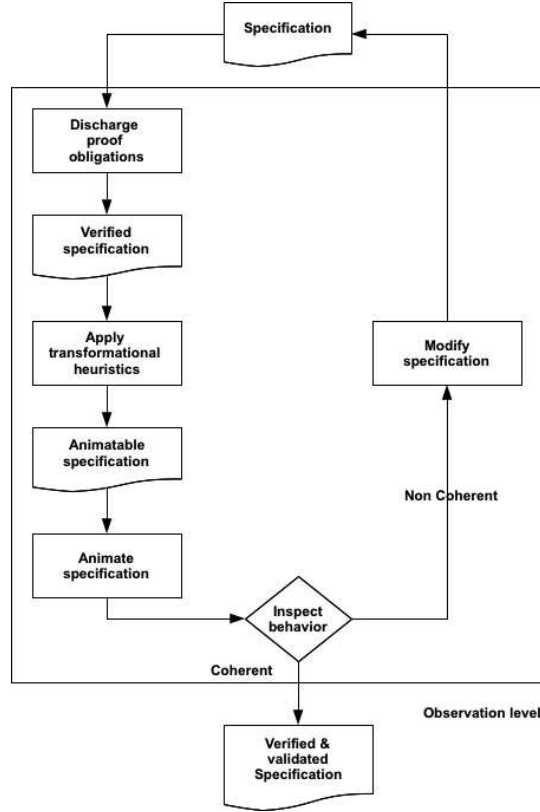 Specification
Discharge
proof
obligations
Verified
specification
Apply
transformational
heuristics
Modify
specification
Animatable
specification
Non Coherent
Animate
specification
Inspect
behavior
Coherent
Observation level
Verified &
validated
Specification